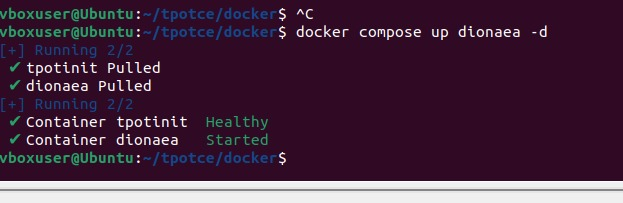 vboxuser@Ubuntu:~/tpotce/docker$ ^C
vboxuser@Ubuntu:~/tpotce/docker$ docker compose up dionaea -d
[+] Running 2/2
✔ tpotinit Pulled
✔ dionaea Pulled
[+] Running 2/2
✔ Container tpotinit  Healthy
✔ Container dionaea   Started
vboxuser@Ubuntu:~/tpotce/docker$